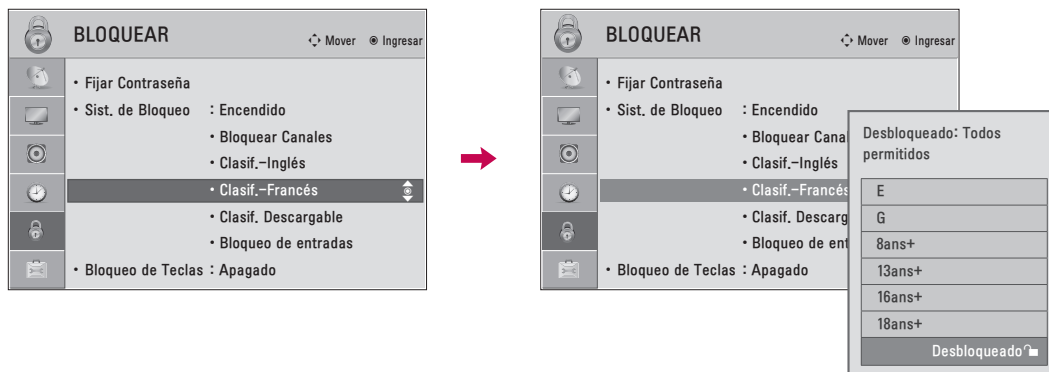 BLOQUEAR
Mover Ingresar
• Fijar Contraseña
• Sist. de Bloqueo : Encendido
• Bloquear Canales
• Clasif.-Inglés
• Clasif.-Francés
• Clasif. Descargable
• Bloqueo de entradas
• Bloqueo de Teclas : Apagado
BLOQUEAR
Mover Ingresar
• Fijar Contraseña
• Sist. de Bloqueo : Encendido
• Bloquear Canal
• Clasif.-Inglés
• Clasif.-Francés
• Clasif. Descarg
• Bloqueo de ent
• Bloqueo de Teclas : Apagado
Desbloqueado: Todos
permitidos
E
G
8ans+
13ans+
16ans+
18ans+
Desbloqueado